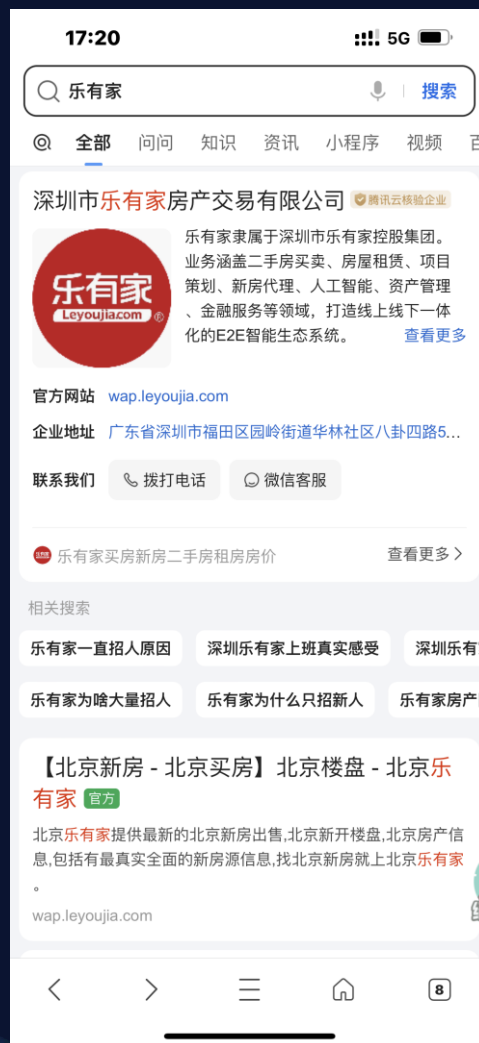 17:20
5G
乐有家
搜索
全部 问问 知识 资讯 小程序 视频
深圳市乐有家房产交易有限公司 腾讯云核验企业
乐有家
Leyoujia.com ®
乐有家隶属于深圳市乐有家控股集团。
业务涵盖二手房买卖、房屋租赁、项目
策划、新房代理、人工智能、资产管理
、金融服务等领域，打造线上线下一体
化的E2E智能生态系统。 查看更多
官方网站 wap.leyoujia.com
企业地址 广东省深圳市福田区园岭街道华林社区八卦四路5...
联系我们 拨打电话 微信客服
乐有家买房新房二手房租房房价 查看更多
相关搜索
乐有家一直招人原因 深圳乐有家上班真实感受 深圳乐有
乐有家为啥大量招人 乐有家为什么只招新人 乐有家房产
【北京新房 - 北京买房】北京楼盘 - 北京乐
有家 官方
北京乐有家提供最新的北京新房出售,北京新开楼盘,北京房产信
息,包括有最真实全面的新房源信息,找北京新房就上北京乐有家
。
wap.leyoujia.com
8